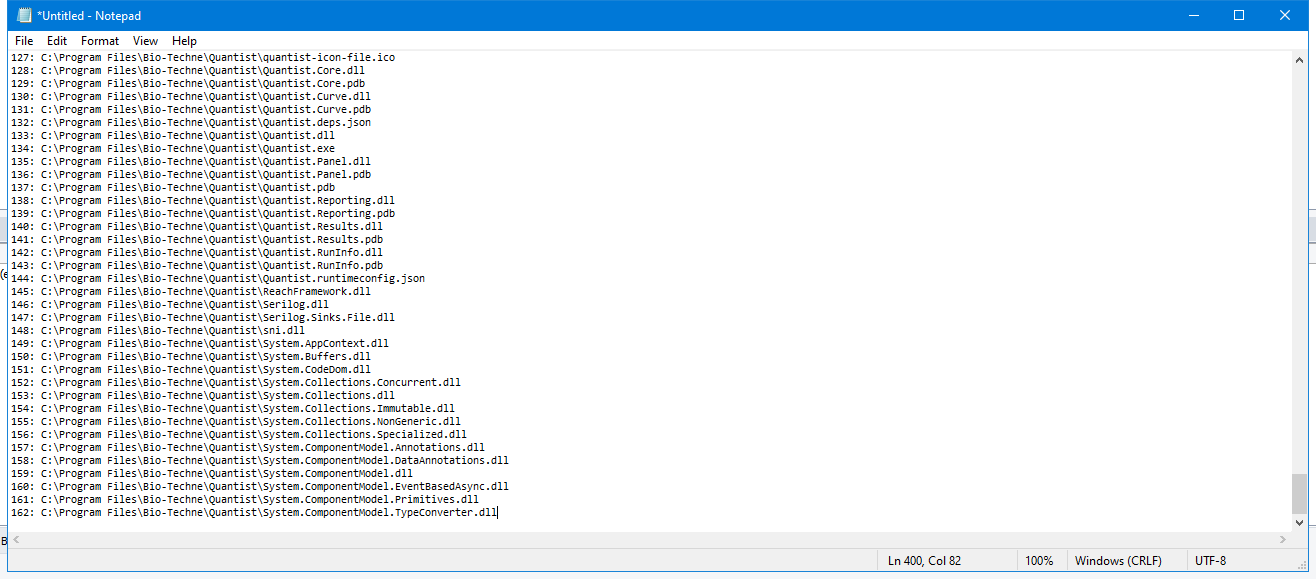 *Untitled - Notepad
File Edit Format View Help
127: C:\Program Files\Bio-Techne\Quantist\quantist-icon-file.ico
128: C:\Program Files\Bio-Techne\Quantist\Quantist.Core.dll
129: C:\Program Files\Bio-Techne\Quantist\Quantist.Core.pdb
130: C:\Program Files\Bio-Techne\Quantist\Quantist.Curve.dll
131: C:\Program Files\Bio-Techne\Quantist\Quantist.Curve.pdb
132: C:\Program Files\Bio-Techne\Quantist\Quantist.deps.json
133: C:\Program Files\Bio-Techne\Quantist\Quantist.dll
134: C:\Program Files\Bio-Techne\Quantist\Quantist.exe
135: C:\Program Files\Bio-Techne\Quantist\Quantist.Panel.dll
136: C:\Program Files\Bio-Techne\Quantist\Quantist.Panel.pdb
137: C:\Program Files\Bio-Techne\Quantist\Quantist.pdb
138: C:\Program Files\Bio-Techne\Quantist\Quantist.Reporting.dll
139: C:\Program Files\Bio-Techne\Quantist\Quantist.Reporting.pdb
140: C:\Program Files\Bio-Techne\Quantist\Quantist.Results.dll
141: C:\Program Files\Bio-Techne\Quantist\Quantist.Results.pdb
142: C:\Program Files\Bio-Techne\Quantist\Quantist.RunInfo.dll
143: C:\Program Files\Bio-Techne\Quantist\Quantist.RunInfo.pdb
144: C:\Program Files\Bio-Techne\Quantist\Quantist.runtimeconfig.json
145: C:\Program Files\Bio-Techne\Quantist\ReachFramework.dll
146: C:\Program Files\Bio-Techne\Quantist\Serilog.dll
147: C:\Program Files\Bio-Techne\Quantist\Serilog.Sinks.File.dll
148: C:\Program Files\Bio-Techne\Quantist\sni.dll
149: C:\Program Files\Bio-Techne\Quantist\System.AppContext.dll
150: C:\Program Files\Bio-Techne\Quantist\System.Buffers.dll
151: C:\Program Files\Bio-Techne\Quantist\System.CodeDom.dll
152: C:\Program Files\Bio-Techne\Quantist\System.Collections.Concurrent.dll
153: C:\Program Files\Bio-Techne\Quantist\System.Collections.dll
154: C:\Program Files\Bio-Techne\Quantist\System.Collections.Immutable.dll
155: C:\Program Files\Bio-Techne\Quantist\System.Collections.NonGeneric.dll
156: C:\Program Files\Bio-Techne\Quantist\System.Collections.Specialized.dll
157: C:\Program Files\Bio-Techne\Quantist\System.ComponentModel.Annotations.dll
158: C:\Program Files\Bio-Techne\Quantist\System.ComponentModel.DataAnnotations.dll
159: C:\Program Files\Bio-Techne\Quantist\System.ComponentModel.dll
160: C:\Program Files\Bio-Techne\Quantist\System.ComponentModel.EventBasedAsync.dll
161: C:\Program Files\Bio-Techne\Quantist\System.ComponentModel.Primitives.dll
162: C:\Program Files\Bio-Techne\Quantist\System.ComponentModel.TypeConverter.dll
Ln 400, Col 82 100% Windows (CRLF) UTF-8